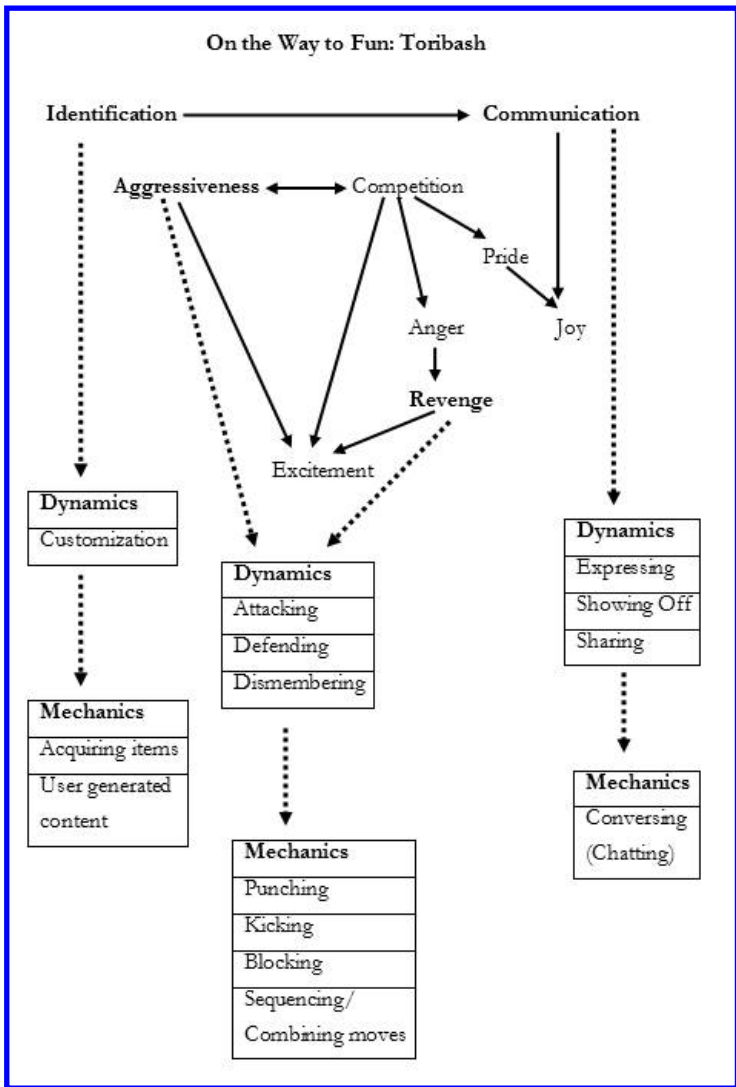 On the Way to Fun: Toribash
Identification
Communication
Aggressiveness
Competition
Pride
Anger
Joy
Revenge
Excitement
Dynamics
Customization
Dynamics
Attacking
Defending
Dismembering
Dynamics
Expressing
Showing Off
Sharing
Mechanics
Acquiring items
User generated
content
Mechanics
Punching
Kicking
Blocking
Sequencing/
Combining moves
Mechanics
Conversing
(Chatting)